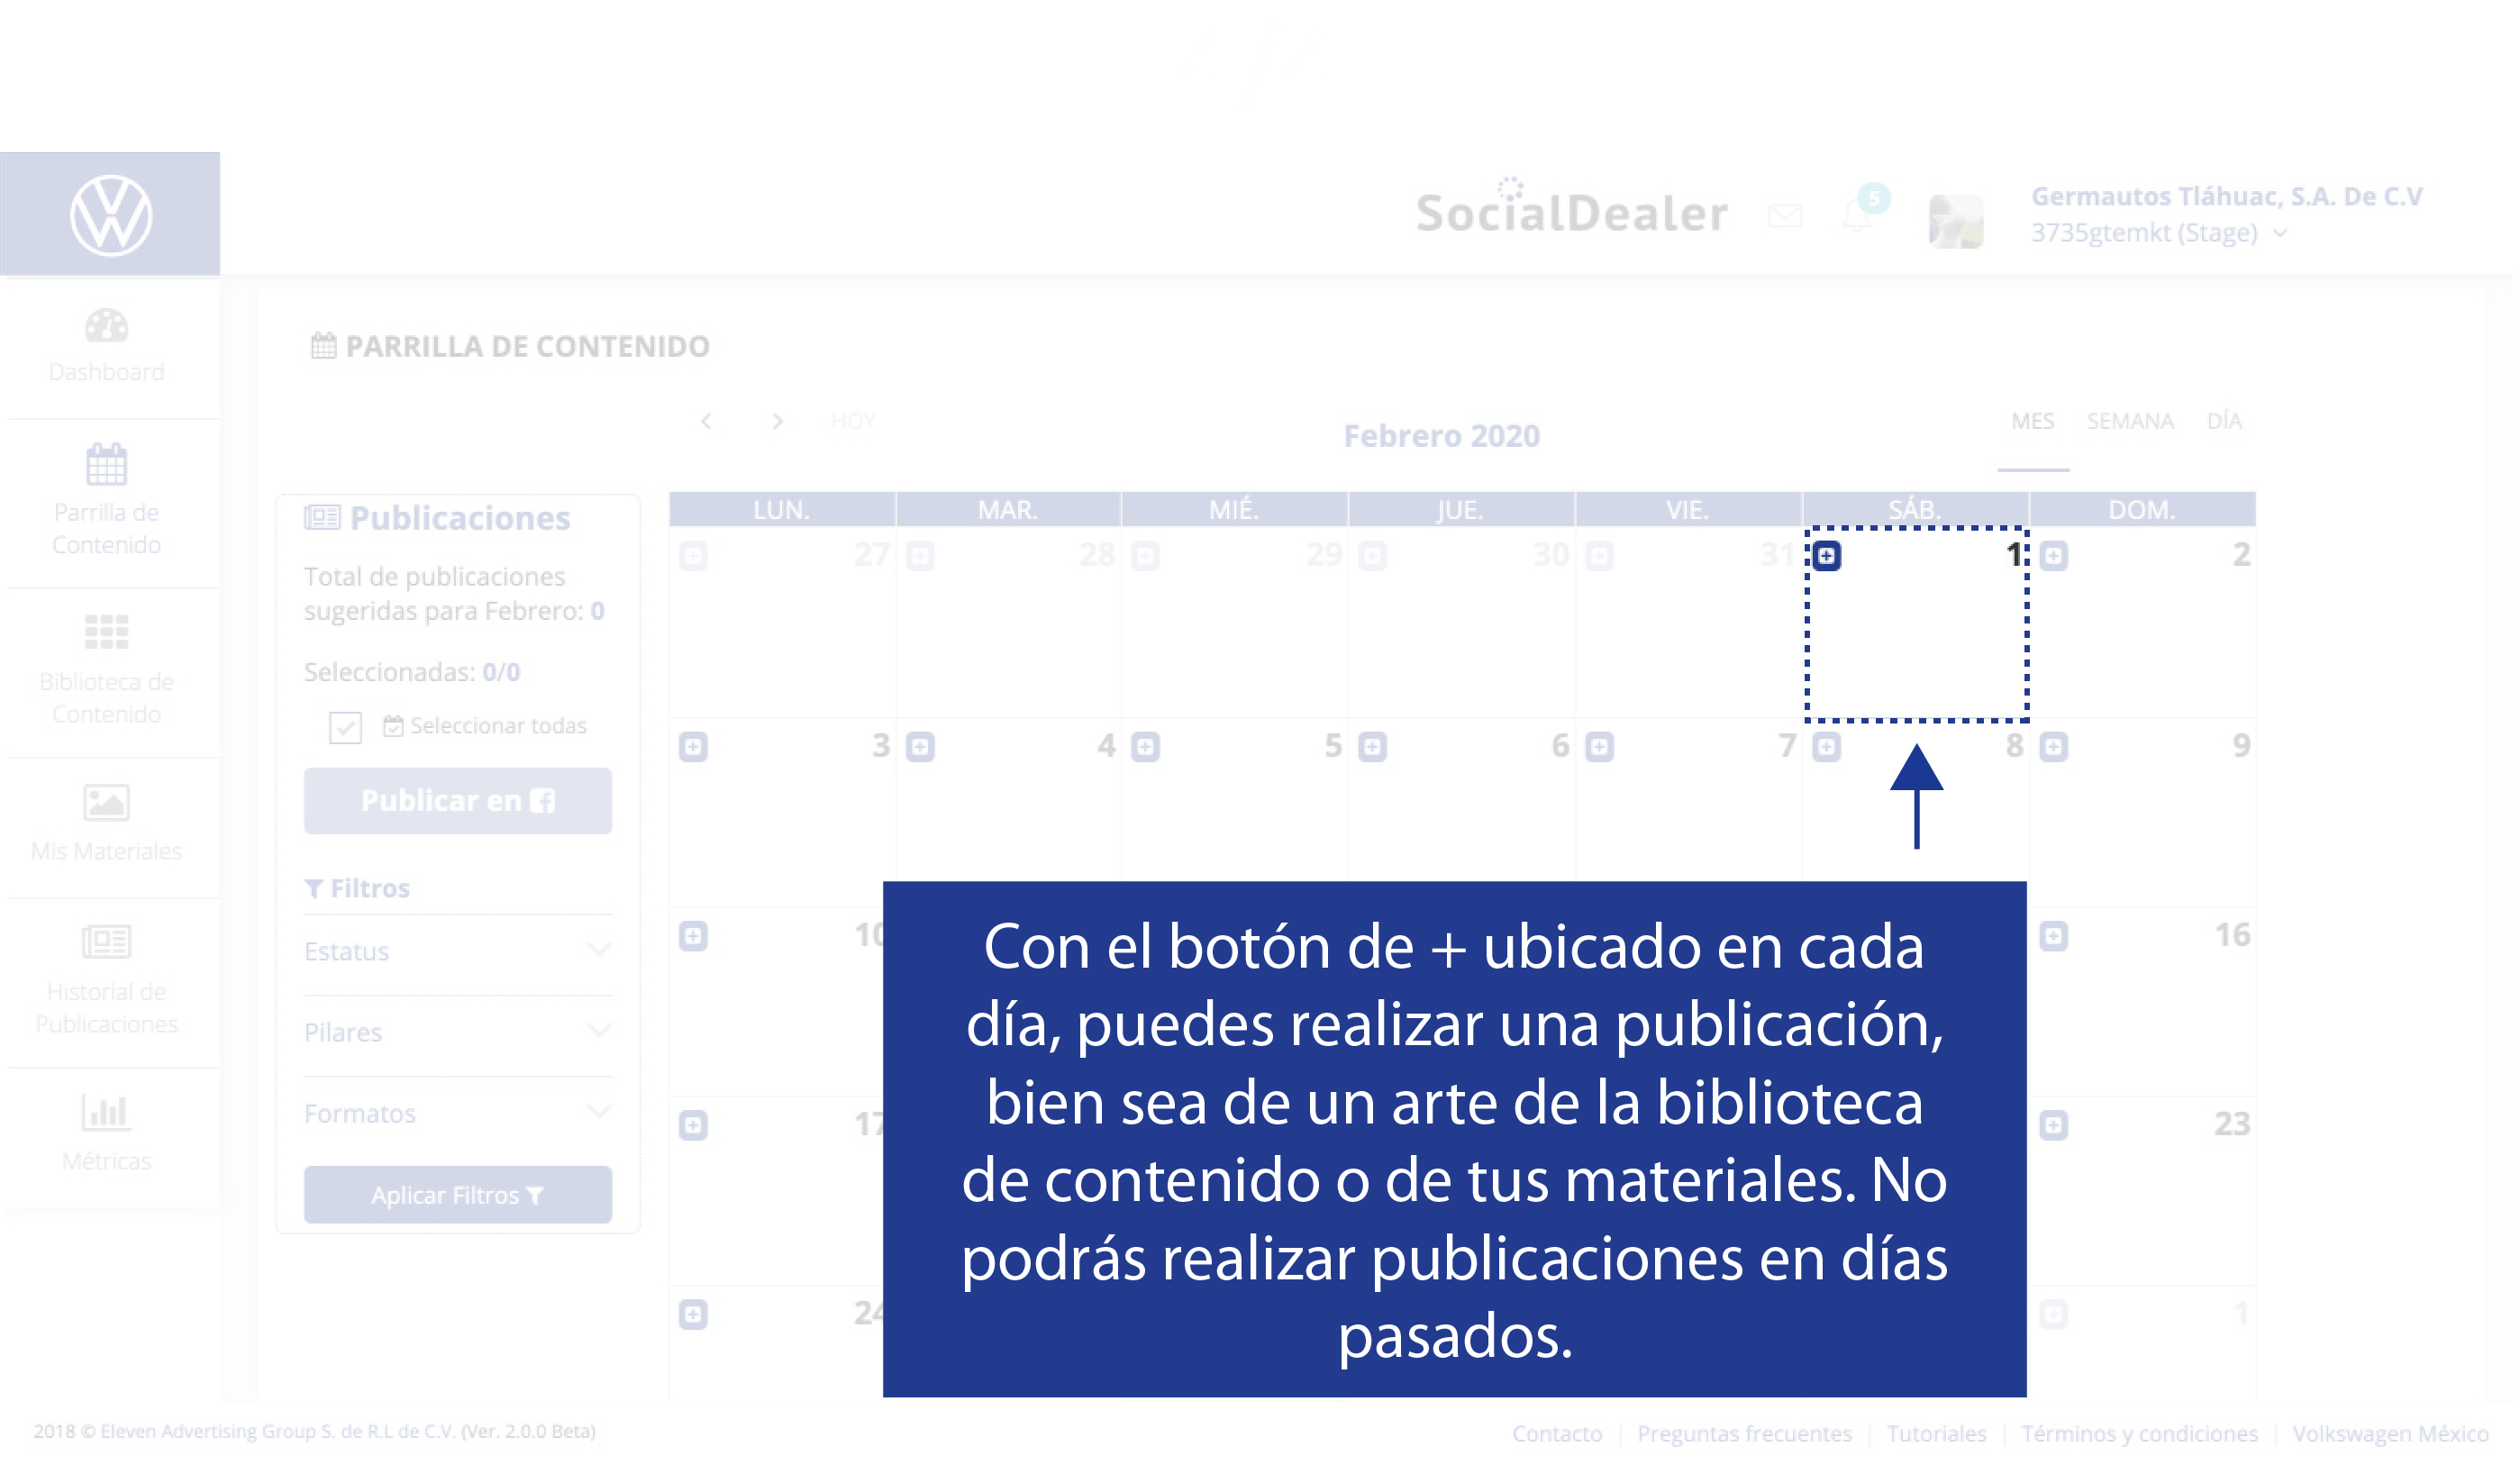 SocialDealer
5
Germautos Tláhuac, S.A. De C.V
3735gtemkt (Stage)
Dashboard
Parrilla de
Contenido
Biblioteca de
Contenido
Mis Materiales
Historial de
Publicaciones
Métricas
PARRILLA DE CONTENIDO
HOY
Febrero 2020
MES SEMANA DÍA
Publicaciones
Total de publicaciones
sugeridas para Febrero: 0
Seleccionadas: 0/0
Seleccionar todas
Publicar en
Filtros
Estatus
Pilares
Formatos
Aplicar Filtros
LUN. MAR. MIÉ. JUE. VIE. SÁB. DOM.
27 28 29 30 31 1 2
3 4 5 6 7 8 9
10 16
17 23
24 1
Con el botón de + ubicado en cada
día, puedes realizar una publicación,
bien sea de un arte de la biblioteca
de contenido o de tus materiales. No
podrás realizar publicaciones en días
pasados.
2018 © Eleven Advertising Group S. de R.L de C.V. (Ver. 2.0.0 Beta)
Contacto | Preguntas frecuentes | Tutoriales | Términos y condiciones | Volkswagen México